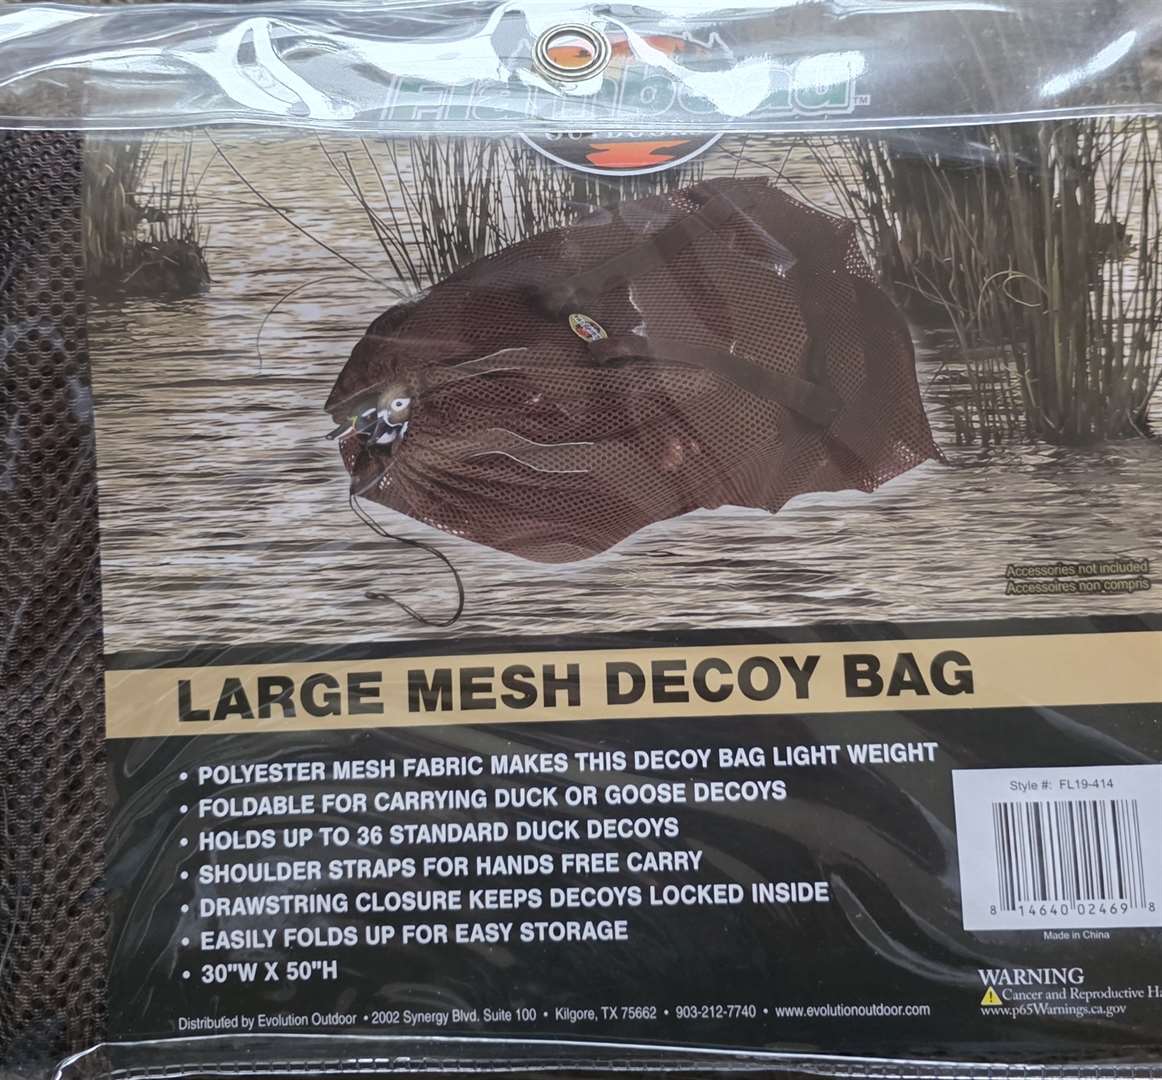 Flambeau™
OUTDOORS
Accessories not included
Accessoires non compris
LARGE MESH DECOY BAG
• POLYESTER MESH FABRIC MAKES THIS DECOY BAG LIGHT WEIGHT
• FOLDABLE FOR CARRYING DUCK OR GOOSE DECOYS
• HOLDS UP TO 36 STANDARD DUCK DECOYS
• SHOULDER STRAPS FOR HANDS FREE CARRY
• DRAWSTRING CLOSURE KEEPS DECOYS LOCKED INSIDE
• EASILY FOLDS UP FOR EASY STORAGE
• 30"W X 50"H
Style #: FL19-414
8 14640 02469 8
Made in China
WARNING
Cancer and Reproductive
www.p65Warnings.ca.gov
Distributed by Evolution Outdoor • 2002 Synergy Blvd. Suite 100 • Kilgore, TX 75662 • 903-212-7740 • www.evolutionoutdoor.com